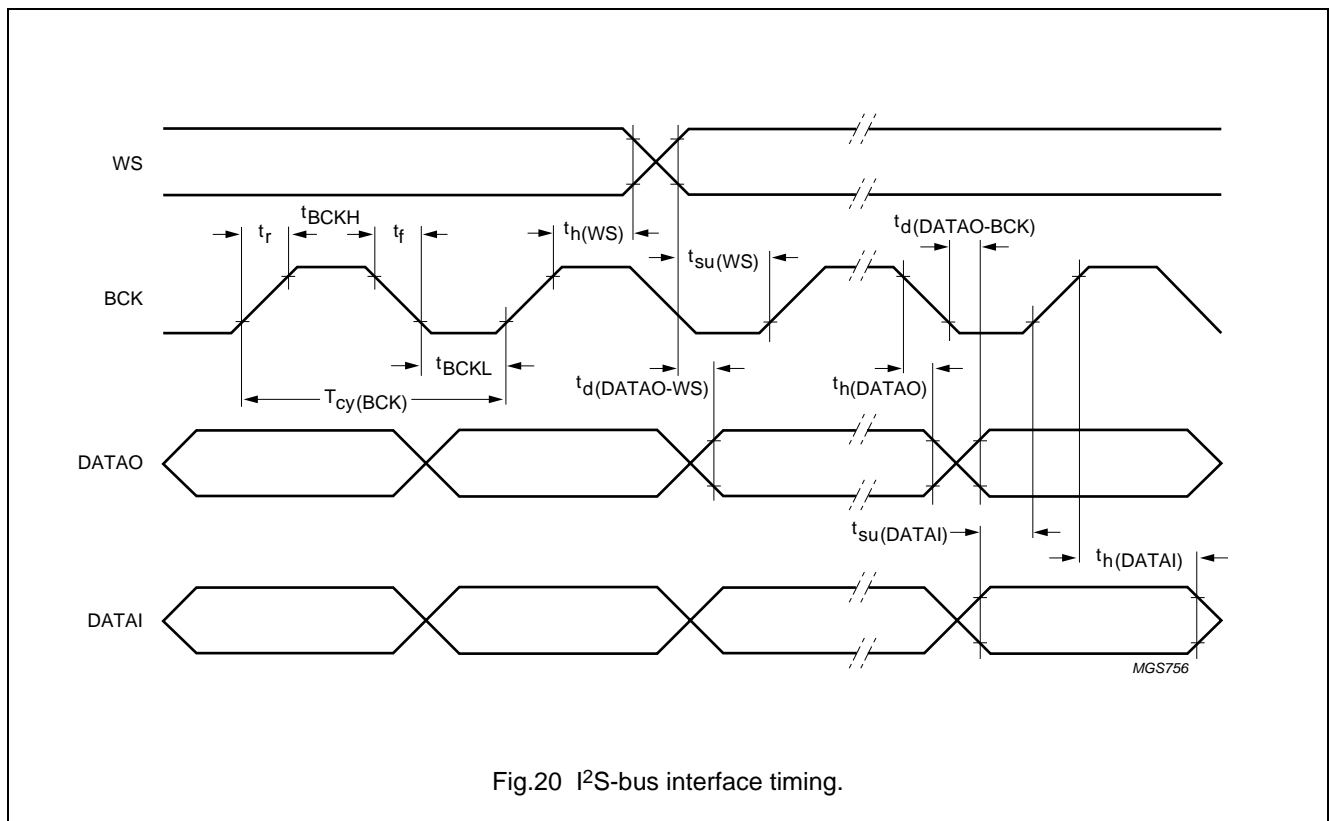 WS
tBCKH
tr
tf
th(WS)
td(DATAO-BCK)
tsu(WS)
BCK
tBCKL
td(DATAO-WS)
th(DATAO)
Tcy(BCK)
DATAO
tsu(DATAI)
th(DATAI)
DATAI
MGS756
Fig.20 I²S-bus interface timing.